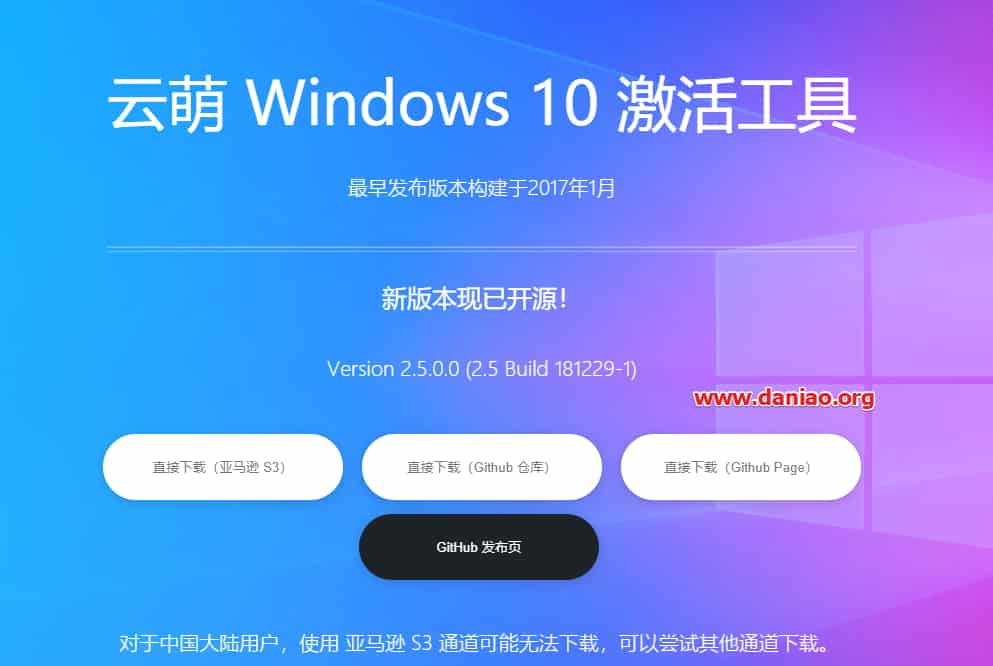 云萌 Windows 10 激活工具
最早发布版本构建于2017年1月
新版本现已开源！
Version 2.5.0.0 (2.5 Build 181229-1)
www.daniao.org
直接下载（亚马逊 S3） 直接下载（Github 仓库） 直接下载（Github Page）
GitHub 发布页
对于中国大陆用户，使用 亚马逊 S3 通道可能无法下载，可以尝试其他通道下载。